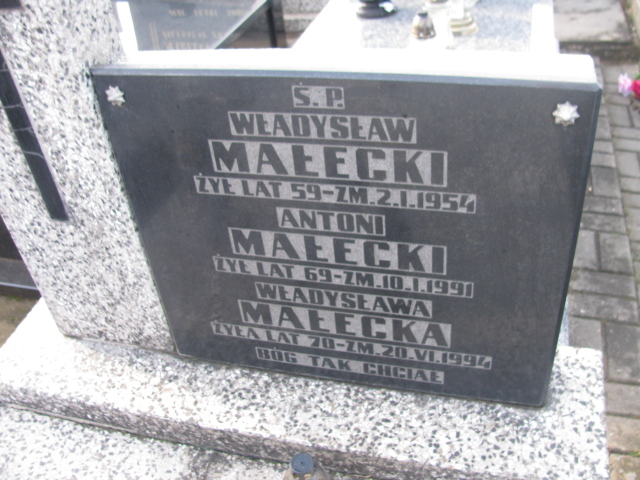 Ś. P.
WŁADYSŁAW
MAŁECKI
ŻYŁ LAT 59-ZM.2.I.1954
ANTONI
MAŁECKI
ŻYŁ LAT 69-ZM.10.I.1991
WŁADYSŁAWA
MAŁECKA
ŻYŁA LAT 70-ZM.20.VI.1994
BÓG TAK CHCIAŁ